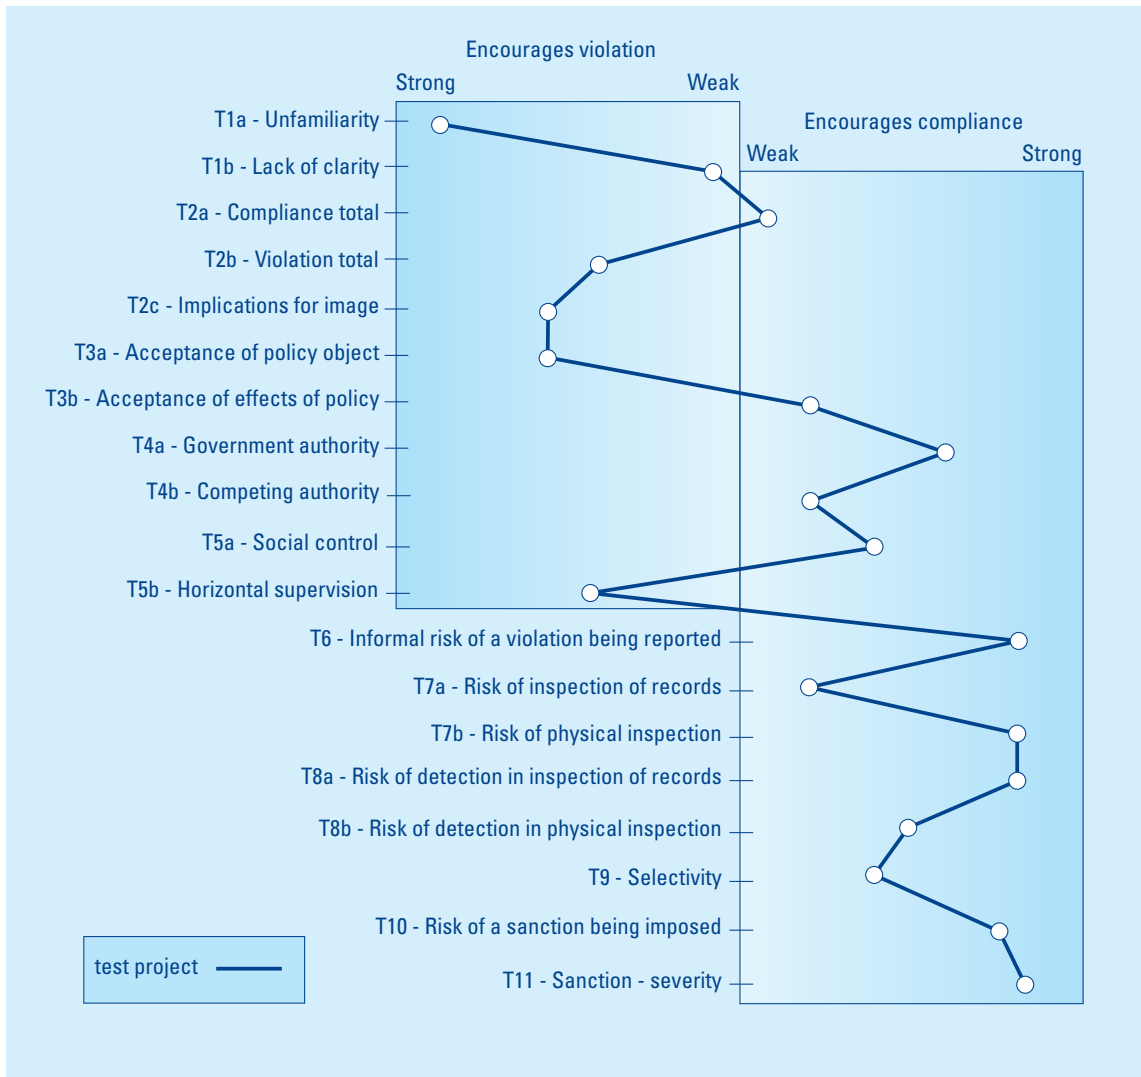 Encourages violation
Strong Weak
T1a - Unfamiliarity
Encourages compliance
Weak Strong
T1b - Lack of clarity
T2a - Compliance total
T2b - Violation total
T2c - Implications for image
T3a - Acceptance of policy object
T3b - Acceptance of effects of policy
T4a - Government authority
T4b - Competing authority
T5a - Social control
T5b - Horizontal supervision
T6 - Informal risk of a violation being reported
T7a - Risk of inspection of records
T7b - Risk of physical inspection
T8a - Risk of detection in inspection of records
T8b - Risk of detection in physical inspection
T9 - Selectivity
T10 - Risk of a sanction being imposed
test project
T11 - Sanction - severity